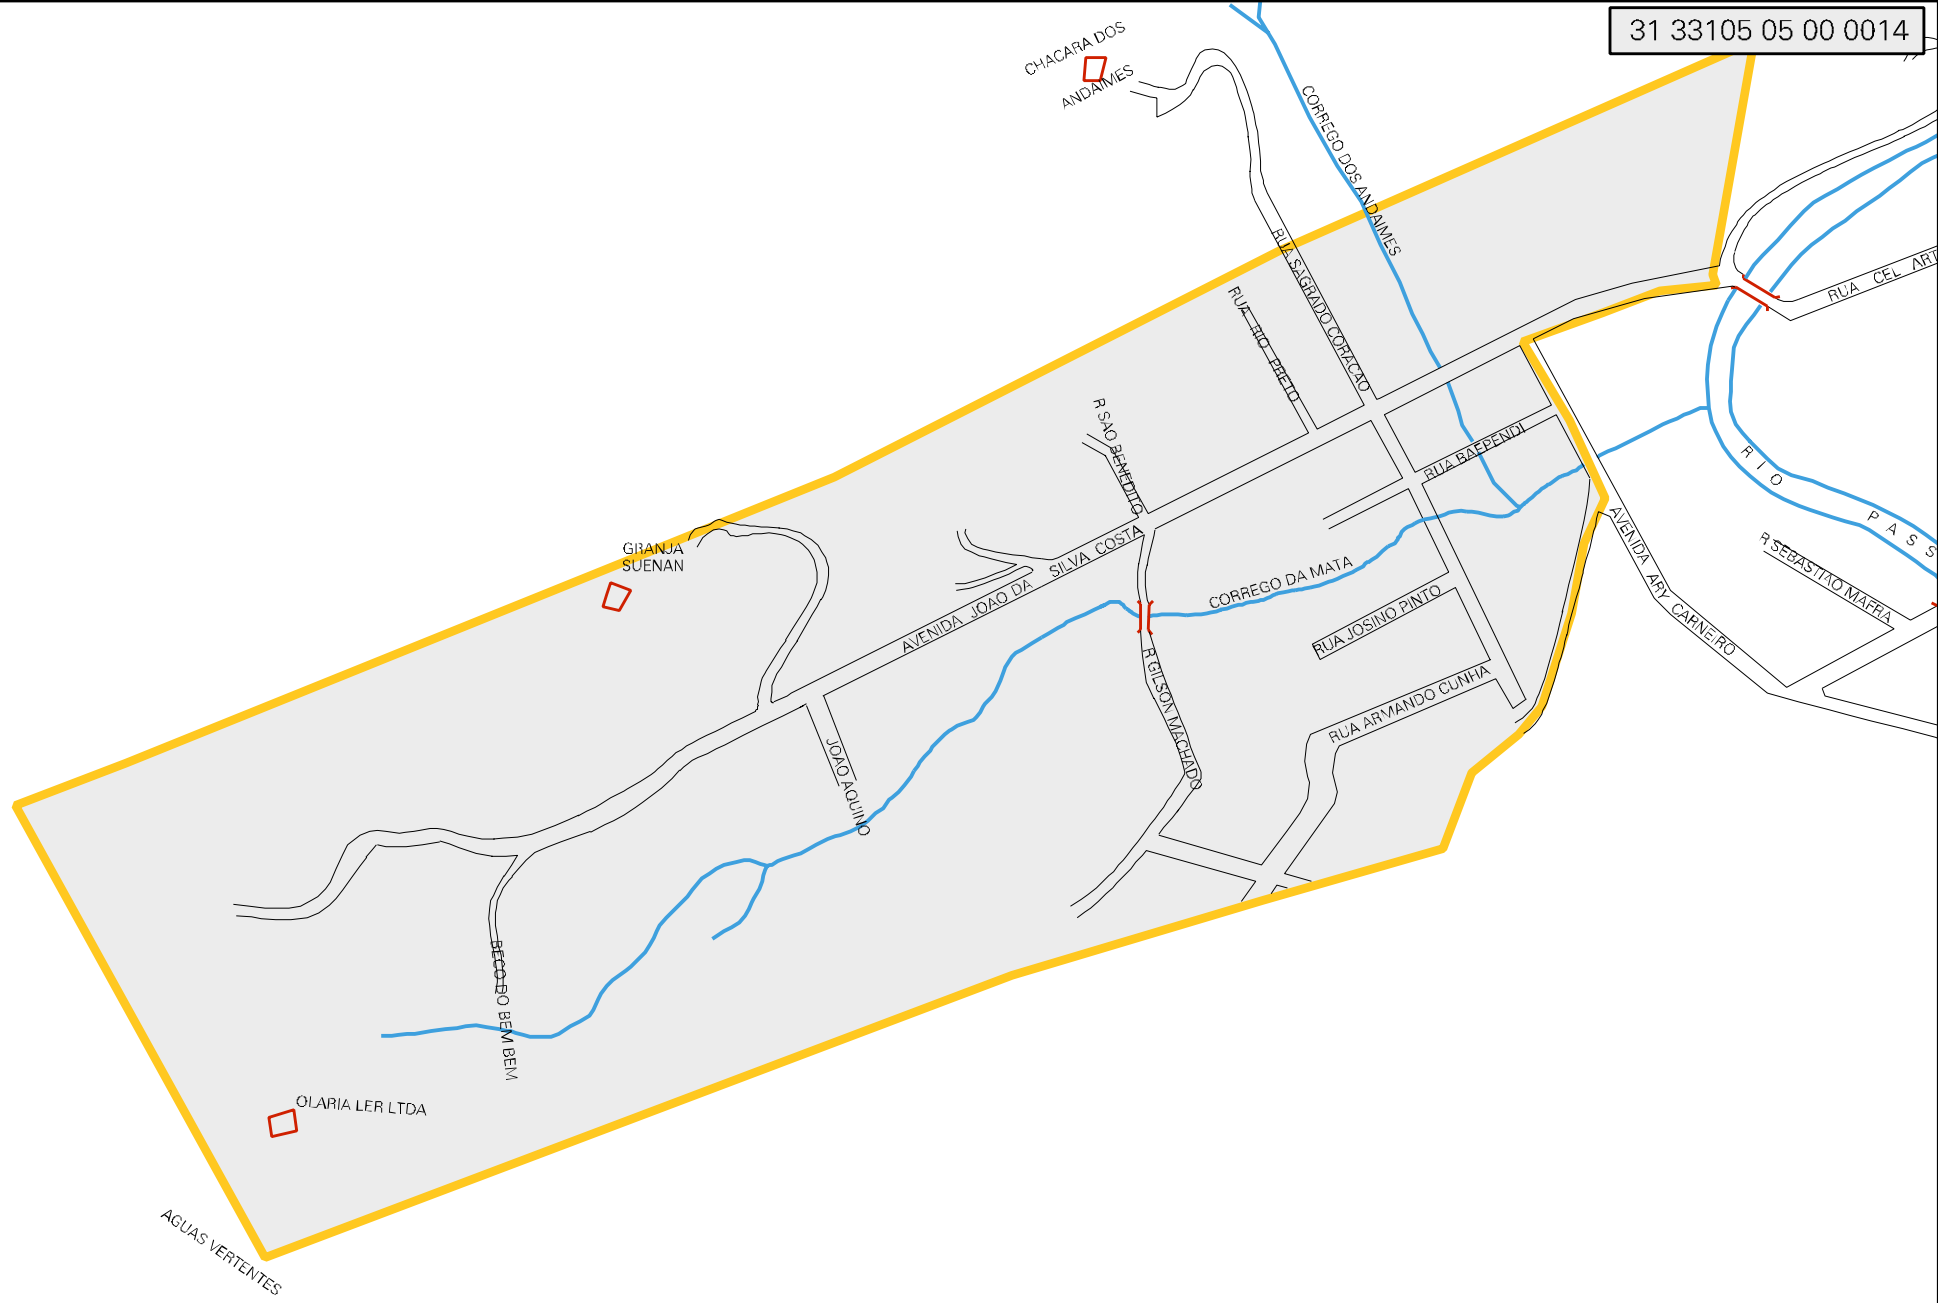 31 33105 05 00 0014
CHACARA DOS
ANDAIMES
CORREGO DOS ANDAIMES
RUA SAGRADO CORACAO
RUA RIO PRETO
RUA CEL ART
R SAO BENEDITO
RUA BAEPENDI
RIO
PASS
GRANJA
SUENAN
AVENIDA JOAO DA SILVA COSTA
CORREGO DA MATA
AVENIDA ARY CARNEIRO
R SEBASTIAO MAFRA
RUA JOSINO PINTO
R GILSON MACHADO
RUA ARMANDO CUNHA
JOAO AQUINO
BECO DO BEM BEM
OLARIA LER LTDA
AGUAS VERTENTES